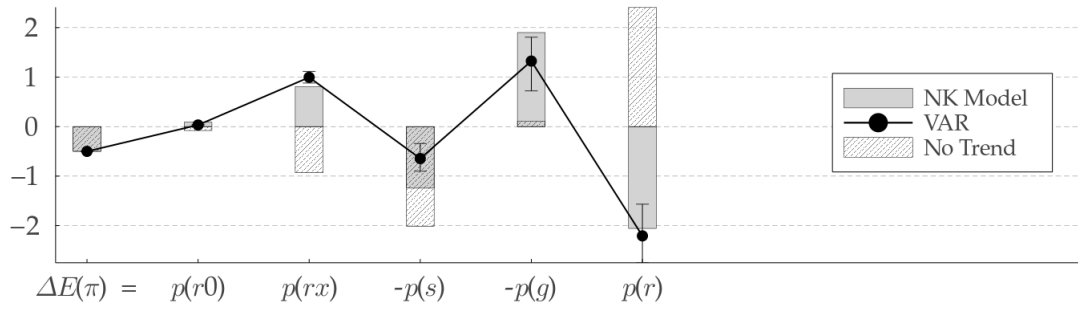 2
1
0
−1
−2
NK Model
VAR
No Trend
ΔE(π) = p(r0) p(rx) -p(s) -p(g) p(r)